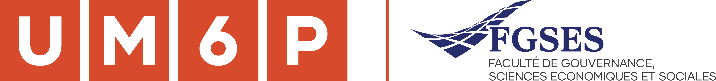 UM6P
FGSES
FACULTÉ DE GOUVERNANCE,
SCIENCES ECONOMIQUES ET SOCIALES